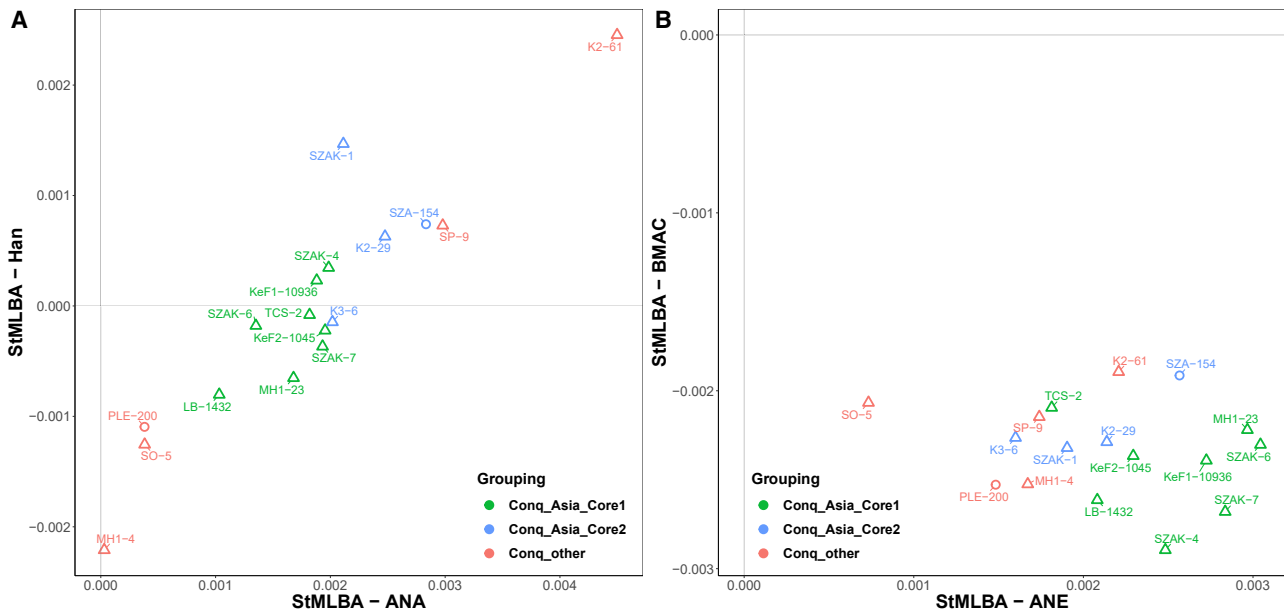 A
K2−61
0.002
SZAK−1
0.001
SZA−154
SP−9
K2−29
SZAK−4
KeF1−10936
0.000
SZAK−6
TCS−2
K3−6
KeF2−1045
SZAK−7
MH1−23
LB−1432
−0.001
PLE−200
SO−5
−0.002
MH1−4
Grouping
Conq_Asia_Core1
Conq_Asia_Core2
Conq_other
0.000
0.001
0.002
0.003
0.004
StMLBA − ANA
StMLBA − Han
B
0.000
−0.001
−0.002
−0.003
K2−61
SZA−154
SO−5
TCS−2
SP−9
MH1−23
K3−6
K2−29
SZAK−1
KeF2−1045
SZAK−6
KeF1−10936
MH1−4
PLE−200
LB−1432
SZAK−7
SZAK−4
Grouping
Conq_Asia_Core1
Conq_Asia_Core2
Conq_other
0.000
0.001
0.002
0.003
StMLBA − ANE
StMLBA − BMAC